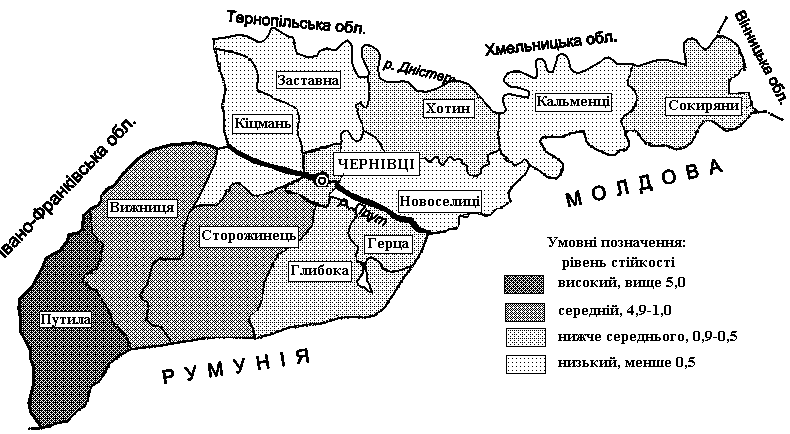 Тернопільська обл.
Хмельницька обл.
Вінницька обл.
р. Дністер
Заставна
Хотин
Кальменці
Сокиряни
Кіцмань
ЧЕРНІВЦІ
Івано-Франківська обл.
МОЛДОВА
Новоселиці
Вижниця
р. Прут
Сторожинець
Герца
Глибока
Путила
РУМУНІЯ
Умовні позначення:
рівень стійкості
високий, вище 5,0
середній, 4,9-1,0
нижче середнього, 0,9-0,5
низький, менше 0,5